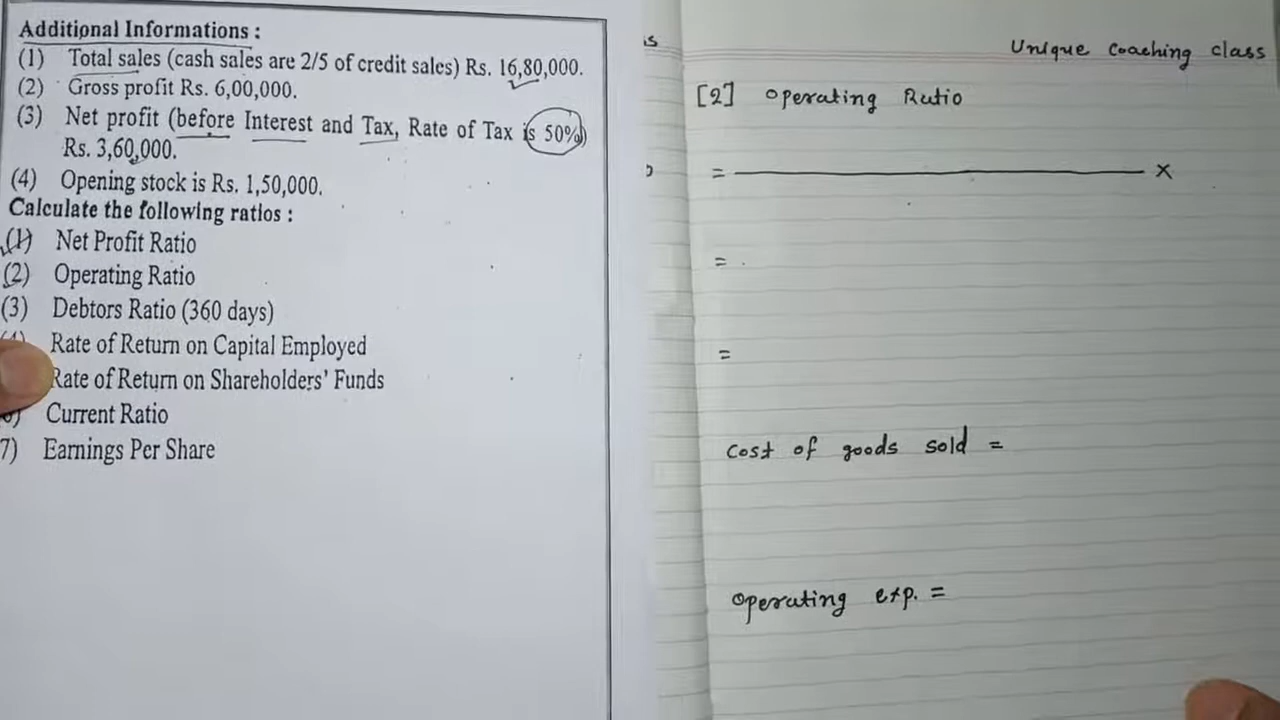 Additional Informations :
(1) Total sales (cash sales are 2/5 of credit sales) Rs. 16,80,000.
(2) Gross profit Rs. 6,00,000.
(3) Net profit (before Interest and Tax, Rate of Tax is 50%)
Rs. 3,60,000.
(4) Opening stock is Rs. 1,50,000.
Calculate the following ratios :
(1) Net Profit Ratio
(2) Operating Ratio
(3) Debtors Ratio (360 days)
Rate of Return on Capital Employed
Rate of Return on Shareholders' Funds
Current Ratio
7) Earnings Per Share
Unique Coaching Class
[2] Operating Ratio
= ×
=
=
Cost of goods sold =
Operating exp. =